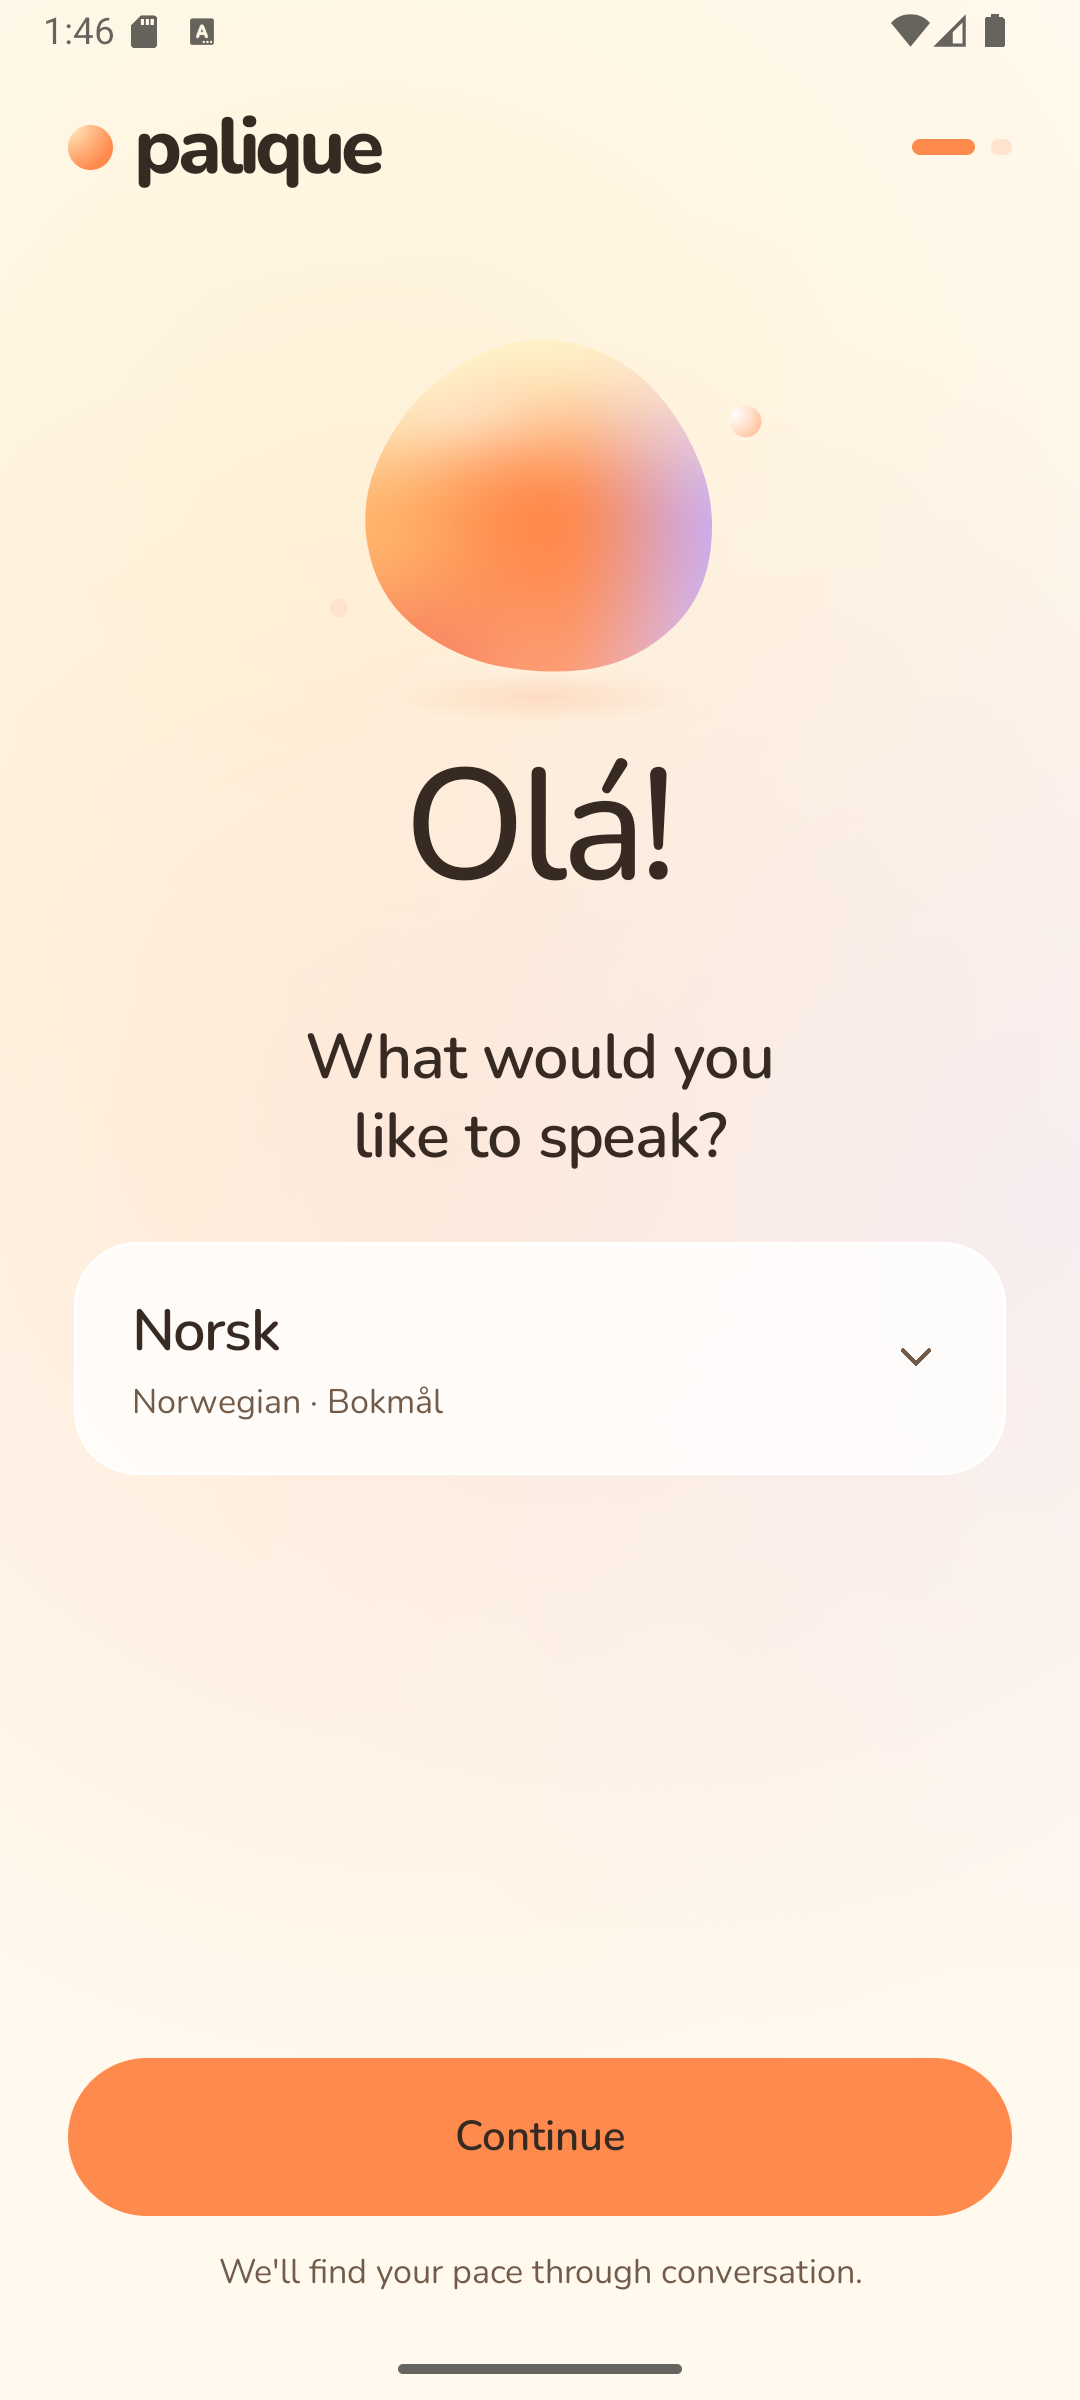 1:46
palique
Olá!
What would you
like to speak?
Norsk
Norwegian · Bokmål
Continue
We'll find your pace through conversation.